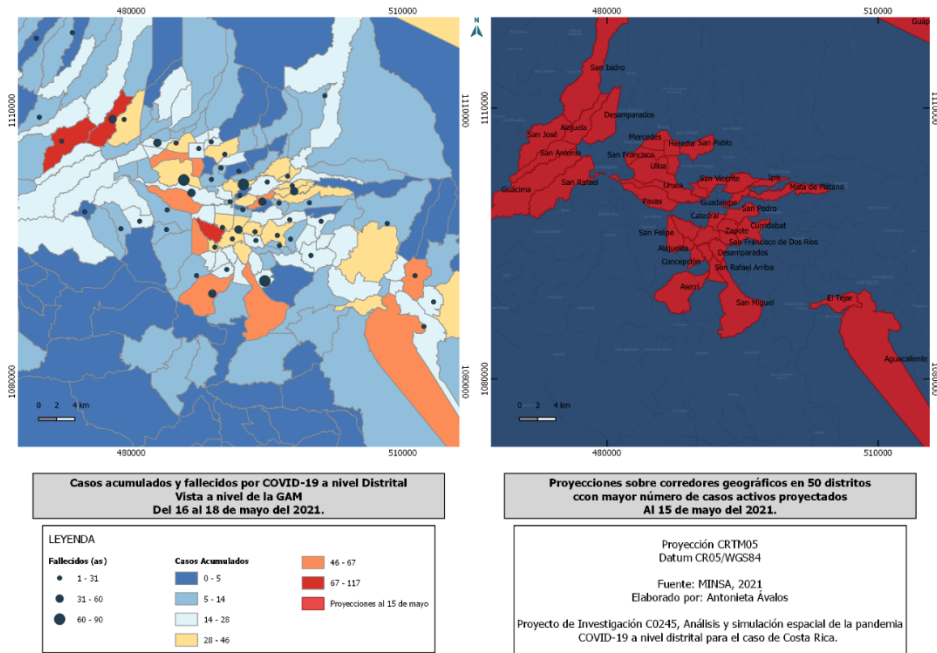 480000
510000
N
480000
510000
1110000
1110000
1110000
1080000
1080000
1080000
San Isidro
Desamparados
San José
Alajuela
Mercedes
Heredia
San Pablo
San Antonio
San Francisco
Ulloa
Guácima
San Rafael
San Vicente
Ipís
Uruca
Mata de Plátano
Pavas
Guadalupe
San Pedro
Catedral
Curridabat
San Felipe
Zapote
San Francisco de Dos Ríos
Alajuelita
Desamparados
Concepción
San Rafael Arriba
Aserrí
San Miguel
El Tejar
Aguacaliente
0 2 4 km
0 2 4 km
480000
510000
480000
510000
Casos acumulados y fallecidos por COVID-19 a nivel Distrital
Vista a nivel de la GAM
Del 16 al 18 de mayo del 2021.
LEYENDA
Fallecidos (as)
1 - 31
31 - 60
60 - 90
Casos Acumulados
0 - 5
5 - 14
14 - 28
28 - 46
46 - 67
67 - 117
Proyecciones al 15 de mayo
Proyecciones sobre corredores geográficos en 50 distritos
ccon mayor número de casos activos proyectados
Al 15 de mayo del 2021.
Proyección CRTM05
Datum CR05/WGS84
Fuente: MINSA, 2021
Elaborado por: Antonieta Ávalos
Proyecto de Investigación C0245, Análisis y simulación espacial de la pandemia
COVID-19 a nivel distrital para el caso de Costa Rica.